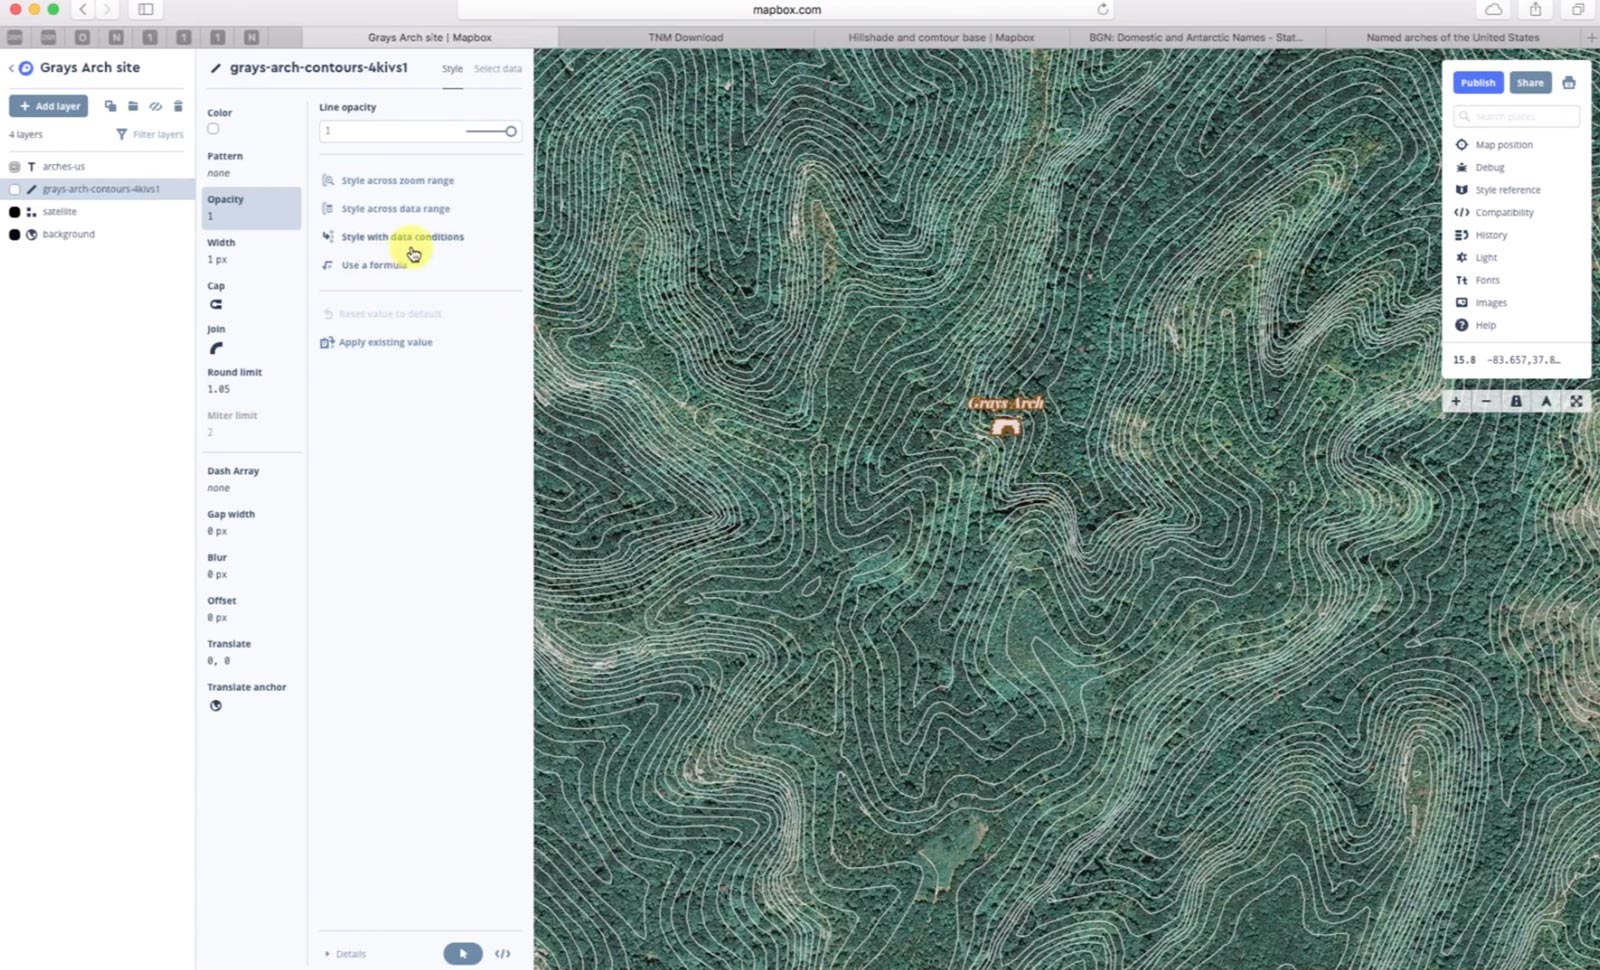 mapbox.com
Grays Arch site | Mapbox
TNM Download
Hillshade and comtour base | Mapbox
BGN: Domestic and Antarctic Names - Stat...
Named arches of the United States
Grays Arch site
+ Add layer
4 layers
Filter layers
arches-us
grays-arch-contours-4kivs1
satellite
background
grays-arch-contours-4kivs1
Style
Select data
Color
Pattern
none
Opacity
1
Width
1 px
Cap
Join
Round limit
1.05
Miter limit
2
Dash Array
none
Gap width
0 px
Blur
0 px
Offset
0 px
Translate
0, 0
Translate anchor
Line opacity
1
Style across zoom range
Style across data range
Style with data conditions
Use a formula
Reset value to default
Apply existing value
Details
Grays Arch
Publish
Share
Search places
Map position
Debug
Style reference
Compatibility
History
Light
Fonts
Images
Help
15.8 -83.657,37.8…